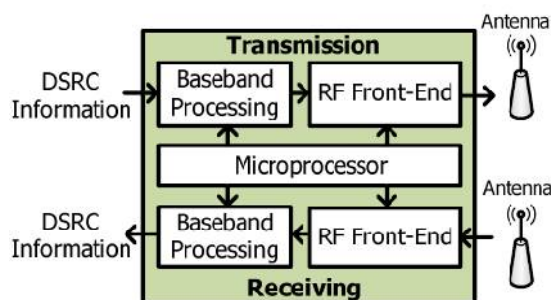 Antenna
Transmission
DSRC
Information
Baseband
Processing
RF Front-End
Microprocessor
Antenna
DSRC
Information
Baseband
Processing
RF Front-End
Receiving